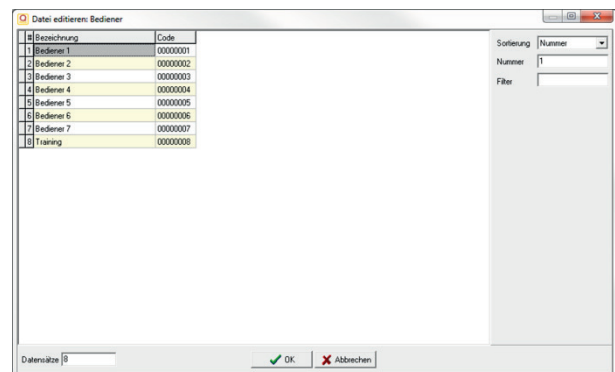 Datei editieren: Bediener
# Bezeichnung Code
1 Bediener 1 00000001
2 Bediener 2 00000002
3 Bediener 3 00000003
4 Bediener 4 00000004
5 Bediener 5 00000005
6 Bediener 6 00000006
7 Bediener 7 00000007
8 Training 00000008
Sortierung Nummer
Nummer 1
Filter
Datensätze 8
OK
Abbrechen